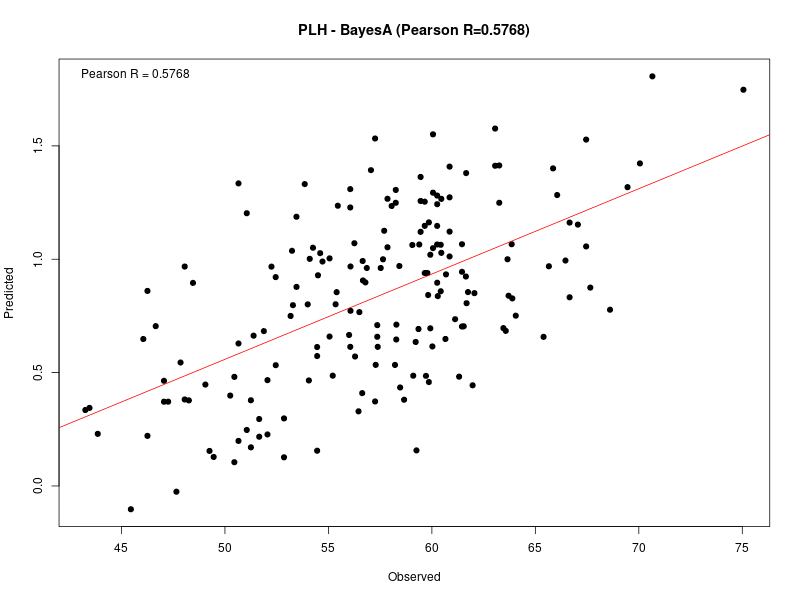 PLH - BayesA (Pearson R=0.5768)
Pearson R = 0.5768
1.5
1.0
0.5
0.0
Predicted
45 50 55 60 65 70 75
Observed